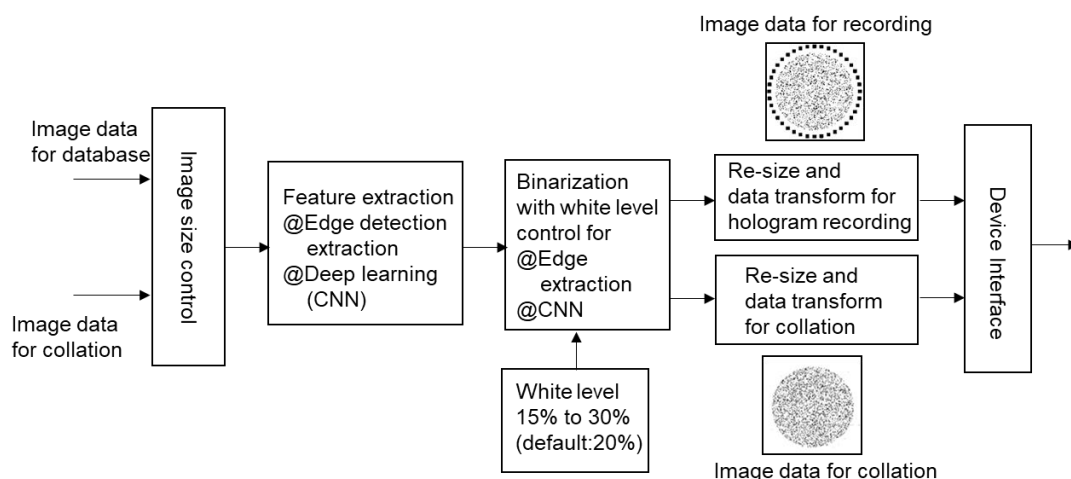 Image data for recording
Image data
for database
Image size control
Image data
for collation
Feature extraction
@Edge detection
extraction
@Deep learning
(CNN)
Binarization
with white level
control for
@Edge
extraction
@CNN
White level
15% to 30%
(default:20%)
Re-size and
data transform for
hologram recording
Re-size and
data transform
for collation
Image data for collation
Device Interface